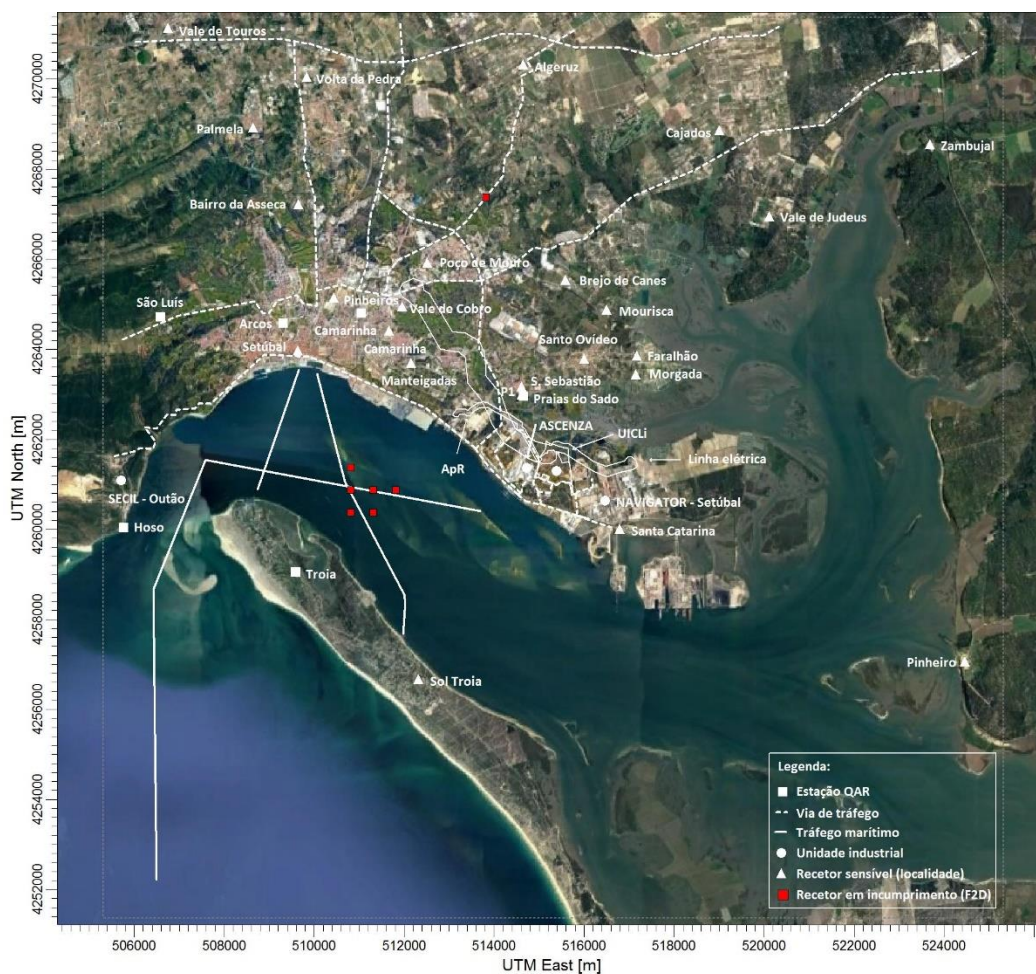 Vale de Touros
Volta da Pedra
Algeruz
Palmela
Cajados
Zambujal
Bairro da Asseca
Vale de Judeus
Poço de Mouro
Brejo de Canes
São Luís
Pinheiros
Vale de Cobro
Mourisca
Arcos
Camarinha
Santo Ovídeo
Setúbal
Camarinha
Faralhão
Manteigadas
Morgada
S. Sebastião
P1
Praias do Sado
ASCENZA
UICLi
ApR
Linha elétrica
SECIL - Outão
NAVIGATOR - Setúbal
Hoso
Santa Catarina
Troia
Pinheiro
Sol Troia
Legenda:
Estação QAR
Via de tráfego
Tráfego marítimo
Unidade industrial
Recetor sensível (localidade)
Recetor em incumprimento (F2D)
UTM North [m]
4270000
4268000
4266000
4264000
4262000
4260000
4258000
4256000
4254000
4252000
506000 508000 510000 512000 514000 516000 518000 520000 522000 524000
UTM East [m]